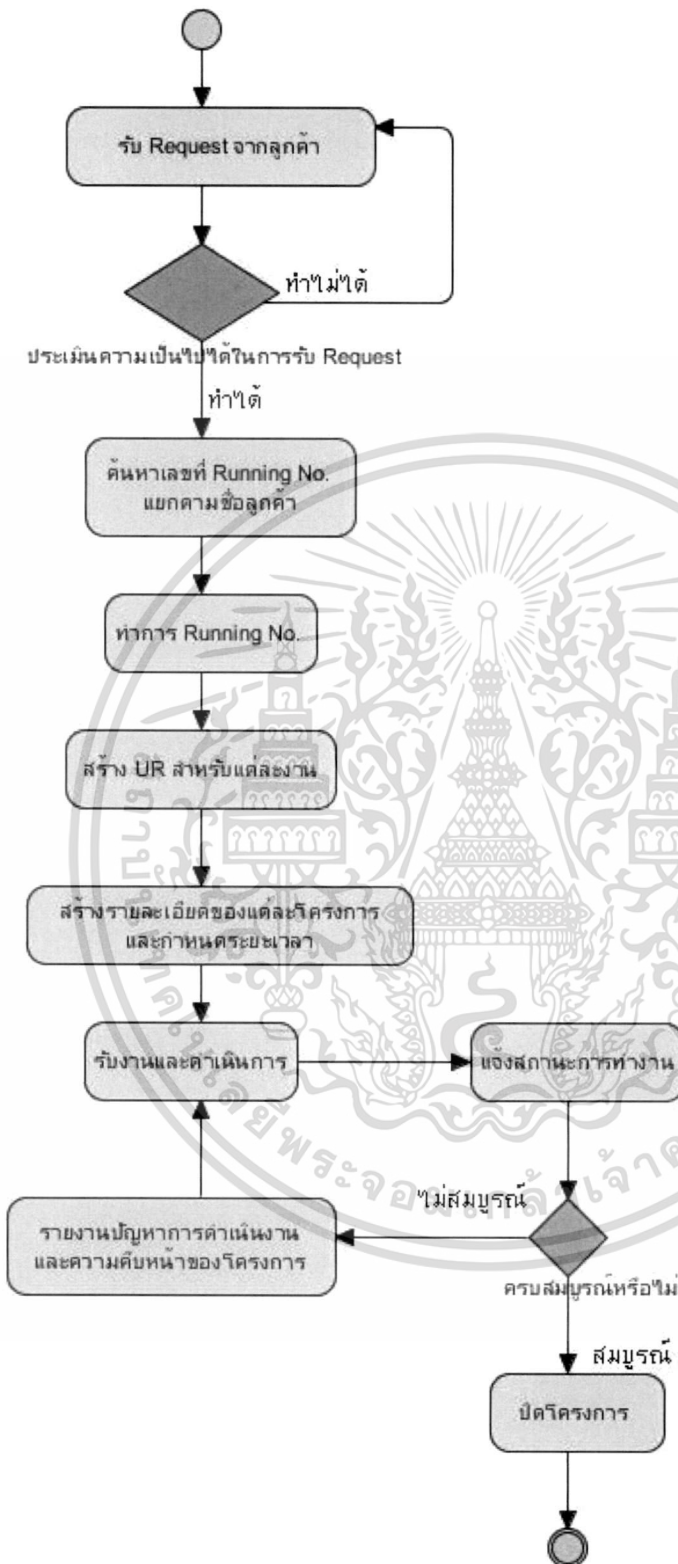 รับ Request จากลูกค้า
ทำไม่ได้
ประเมินความเป็นไปได้ในการรับ Request
ทำได้
ค้นหาเลขที่ Running No.
แยกตามชื่อลูกค้า
ทำการ Running No.
สร้าง UR สำหรับแต่ละงาน
สร้างรายละเอียดของแต่ละโครงการ
และกำหนดระยะเวลา
รับงานและดำเนินการ
แจ้งสถานะการทำงาน
ไม่สมบูรณ์
รายงานปัญหาการดำเนินงาน
และความคืบหน้าของโครงการ
ครบสมบูรณ์หรือไม่
สมบูรณ์
ปิดโครงการ